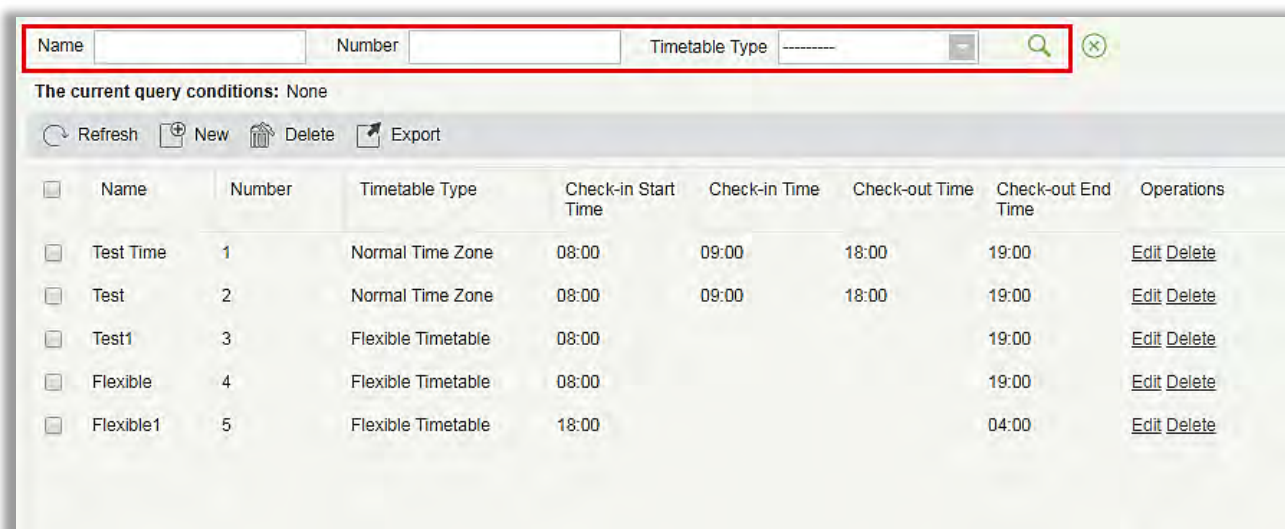 Name Number Timetable Type ---------
The current query conditions: None
Refresh New Delete Export
Name Number Timetable Type Check-in Start Time Check-in Time Check-out Time Check-out End Time Operations
Test Time 1 Normal Time Zone 08:00 09:00 18:00 19:00 Edit Delete
Test 2 Normal Time Zone 08:00 09:00 18:00 19:00 Edit Delete
Test1 3 Flexible Timetable 08:00 19:00 Edit Delete
Flexible 4 Flexible Timetable 08:00 19:00 Edit Delete
Flexible1 5 Flexible Timetable 18:00 04:00 Edit Delete